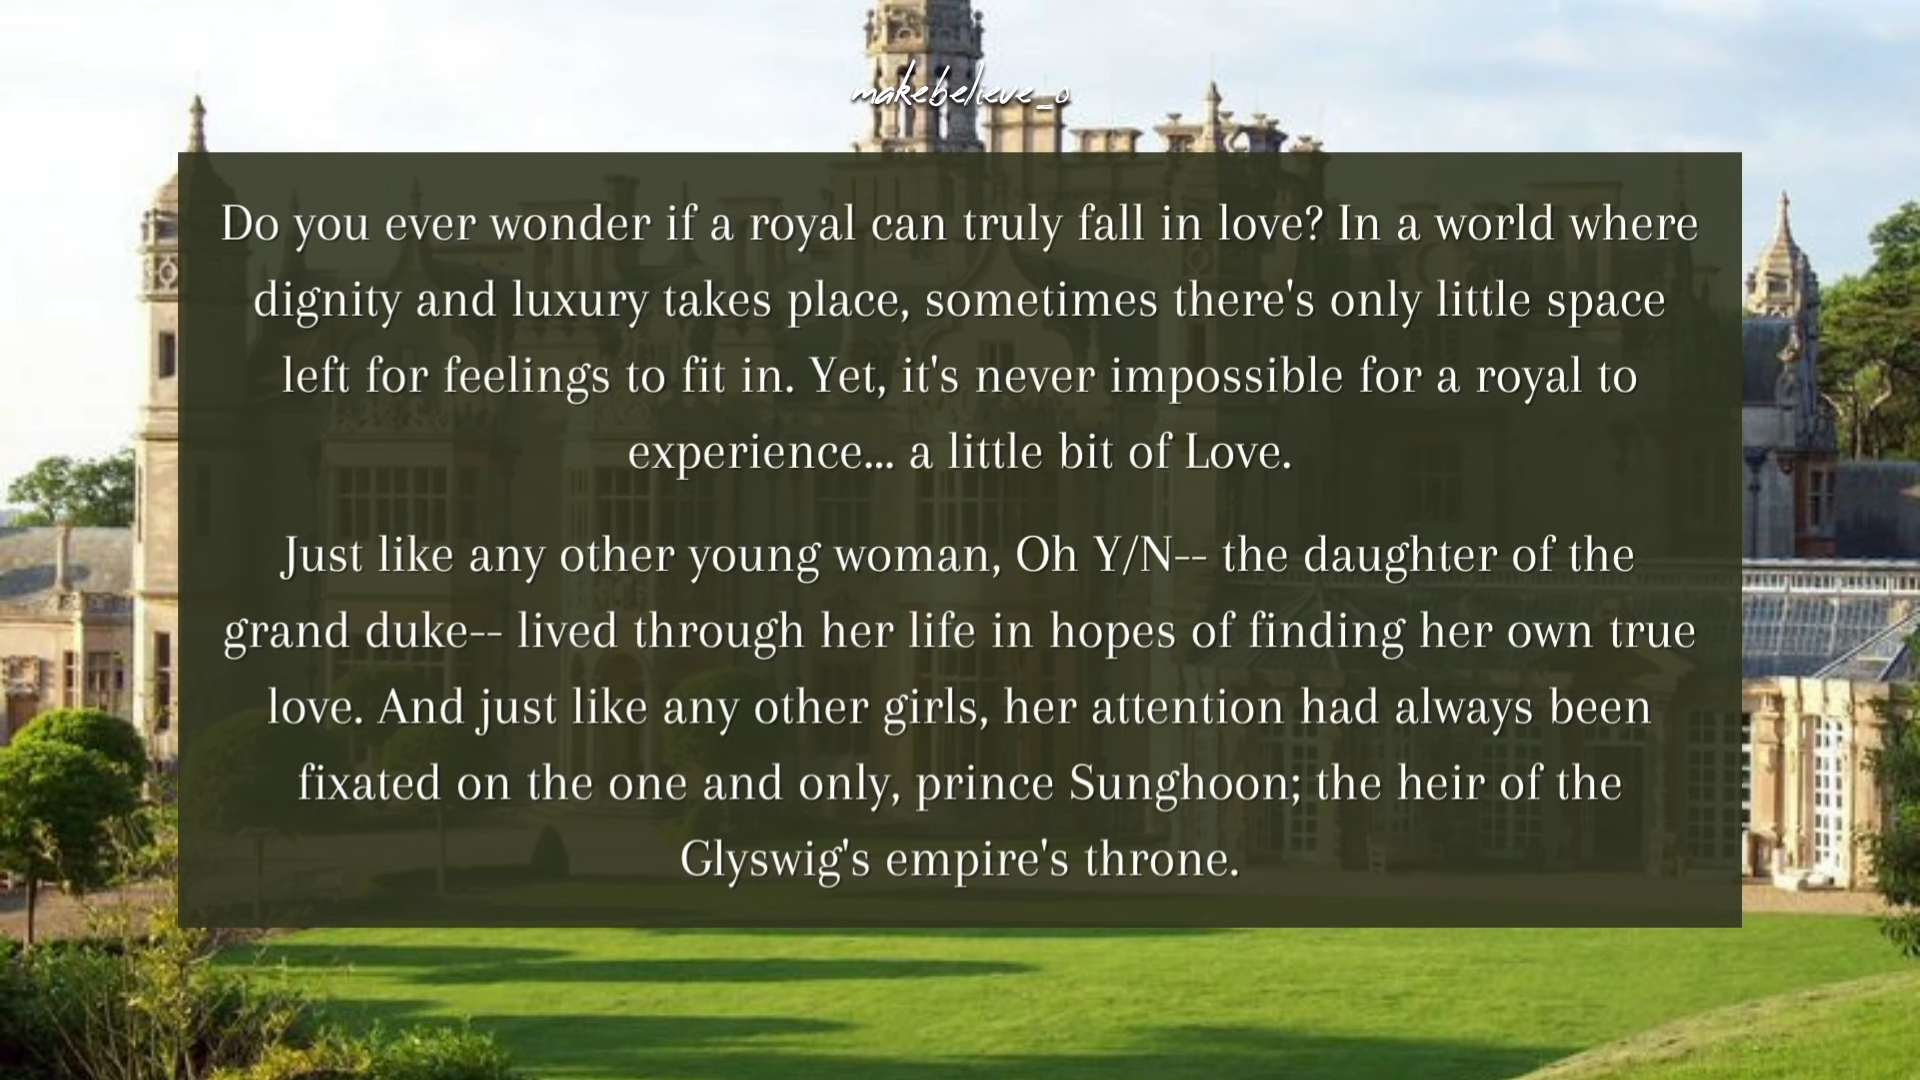 makebelieve_o
Do you ever wonder if a royal can truly fall in love? In a world where
dignity and luxury takes place, sometimes there's only little space
left for feelings to fit in. Yet, it's never impossible for a royal to
experience... a little bit of Love.
Just like any other young woman, Oh Y/N-- the daughter of the
grand duke-- lived through her life in hopes of finding her own true
love. And just like any other girls, her attention had always been
fixated on the one and only, prince Sunghoon; the heir of the
Glyswig's empire's throne.